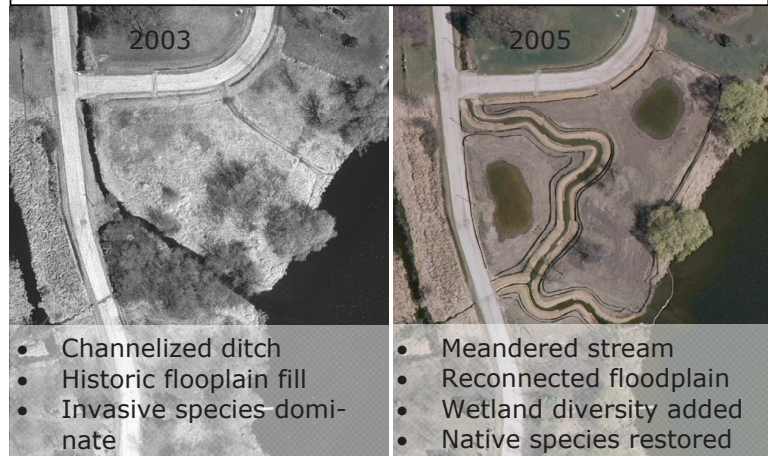 2003
• Channelized ditch
• Historic flooplain fill
• Invasive species domi-
nate
2005
• Meandered stream
• Reconnected floodplain
• Wetland diversity added
• Native species restored